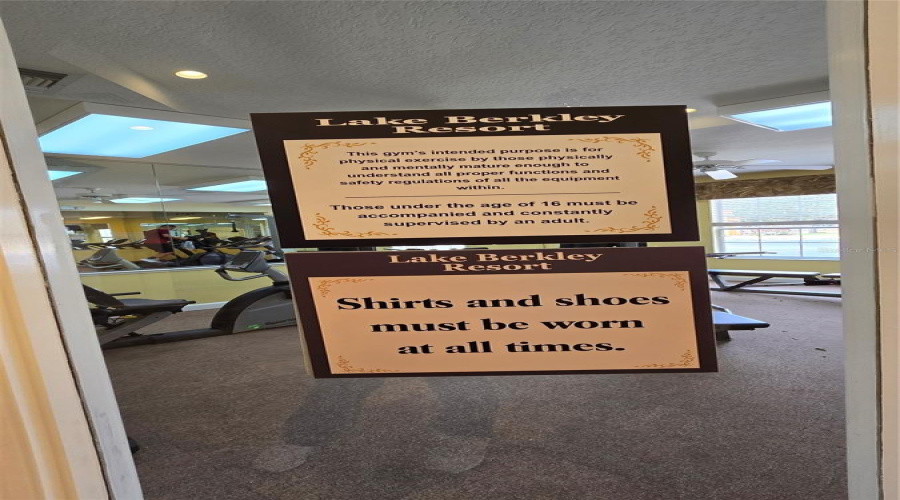 Lake Berkley
Resort
This gym's intended purpose is for
physical exercise by those physically
and mentally mature enough to
understand all proper functions and
safety regulations of all the equipment
within.
Those under the age of 16 must be
accompanied and constantly
supervised by an adult.
Lake Berkley
Resort
Shirts and shoes
must be worn
at all times.